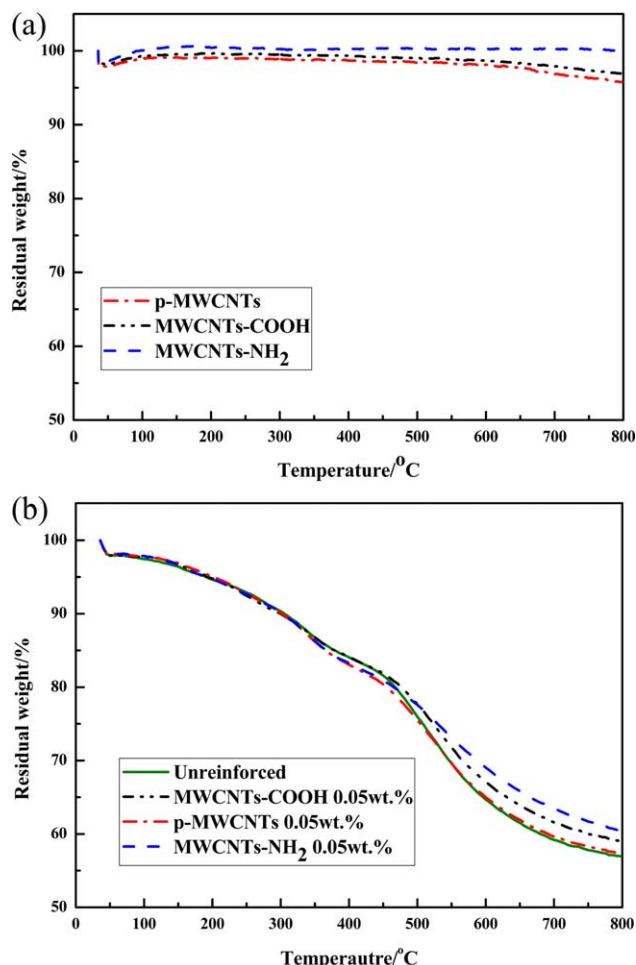 (a)
100
90
80
70
60
50
Residual weight/%
p-MWCNTs
MWCNTs-COOH
MWCNTs-NH2
0 100 200 300 400 500 600 700 800
Temperature/°C
(b)
100
90
80
70
60
50
Residual weight/%
Unreinforced
MWCNTs-COOH 0.05wt.%
p-MWCNTs 0.05wt.%
MWCNTs-NH2 0.05wt.%
0 100 200 300 400 500 600 700 800
Temperautre/°C